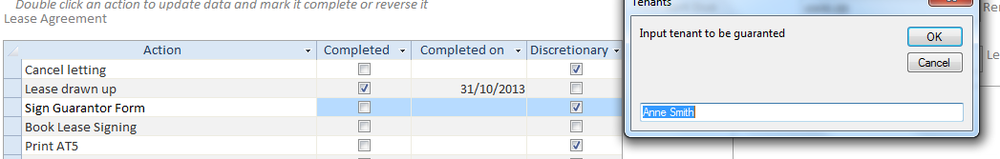 Double click an action to update data and mark it complete or reverse it
Lease Agreement
Action Completed Completed on Discretionary
Cancel letting
Lease drawn up 31/10/2013
Sign Guarantor Form
Book Lease Signing
Print AT5
Tenants
Input tenant to be guaranted
OK
Cancel
Anne Smith
Re
Le